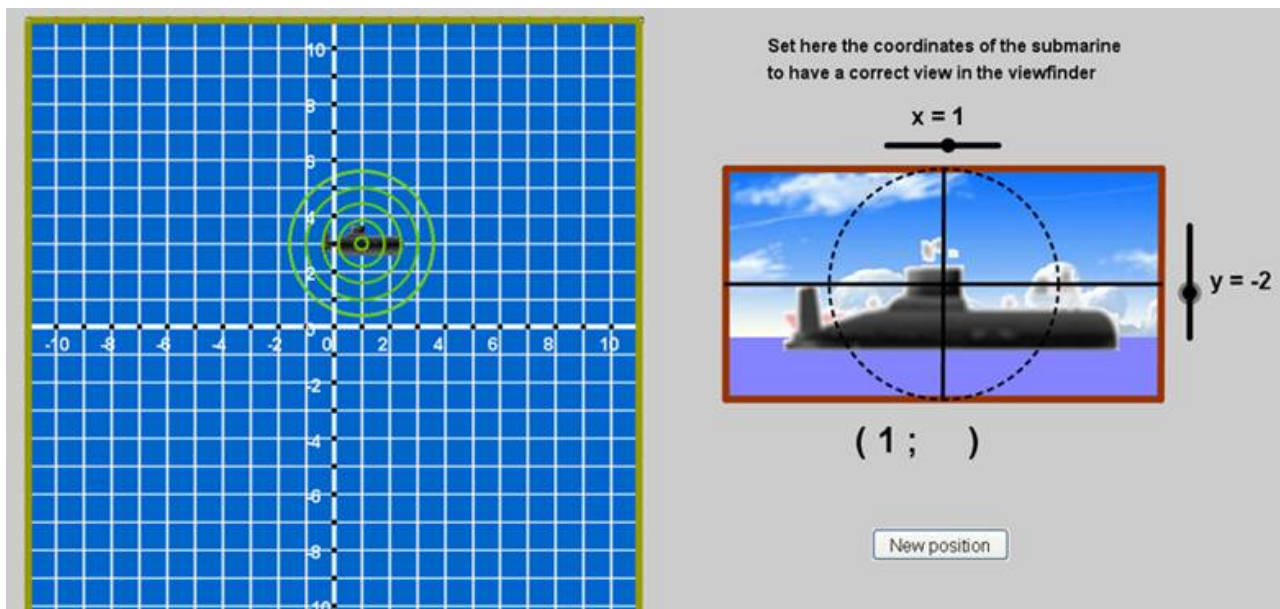 10
8
6
4
2
0
-10 -8 -6 -4 -2 0 2 4 6 8 10
-2
-4
-6
-8
-10
Set here the coordinates of the submarine
to have a correct view in the viewfinder
x = 1
y = -2
( 1 ; )
New position